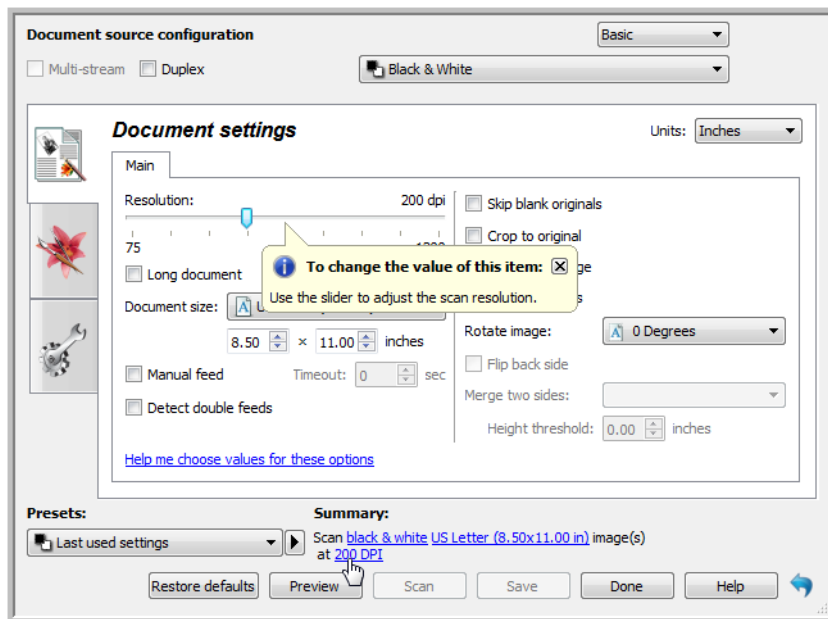 Document source configuration
Basic
Multi-stream
Duplex
Black & White
Document settings
Units: Inches
Main
Resolution: 200 dpi
75
Long document
Document size:
8.50 × 11.00 inches
Manual feed
Timeout: 0 sec
Detect double feeds
Help me choose values for these options
Skip blank originals
Crop to original
To change the value of this item:
Use the slider to adjust the scan resolution.
Rotate image: 0 Degrees
Flip back side
Merge two sides:
Height threshold: 0.00 inches
Presets:
Last used settings
Summary:
Scan black & white US Letter (8.50x11.00 in) image(s)
at 200 DPI
Restore defaults
Preview
Scan
Save
Done
Help